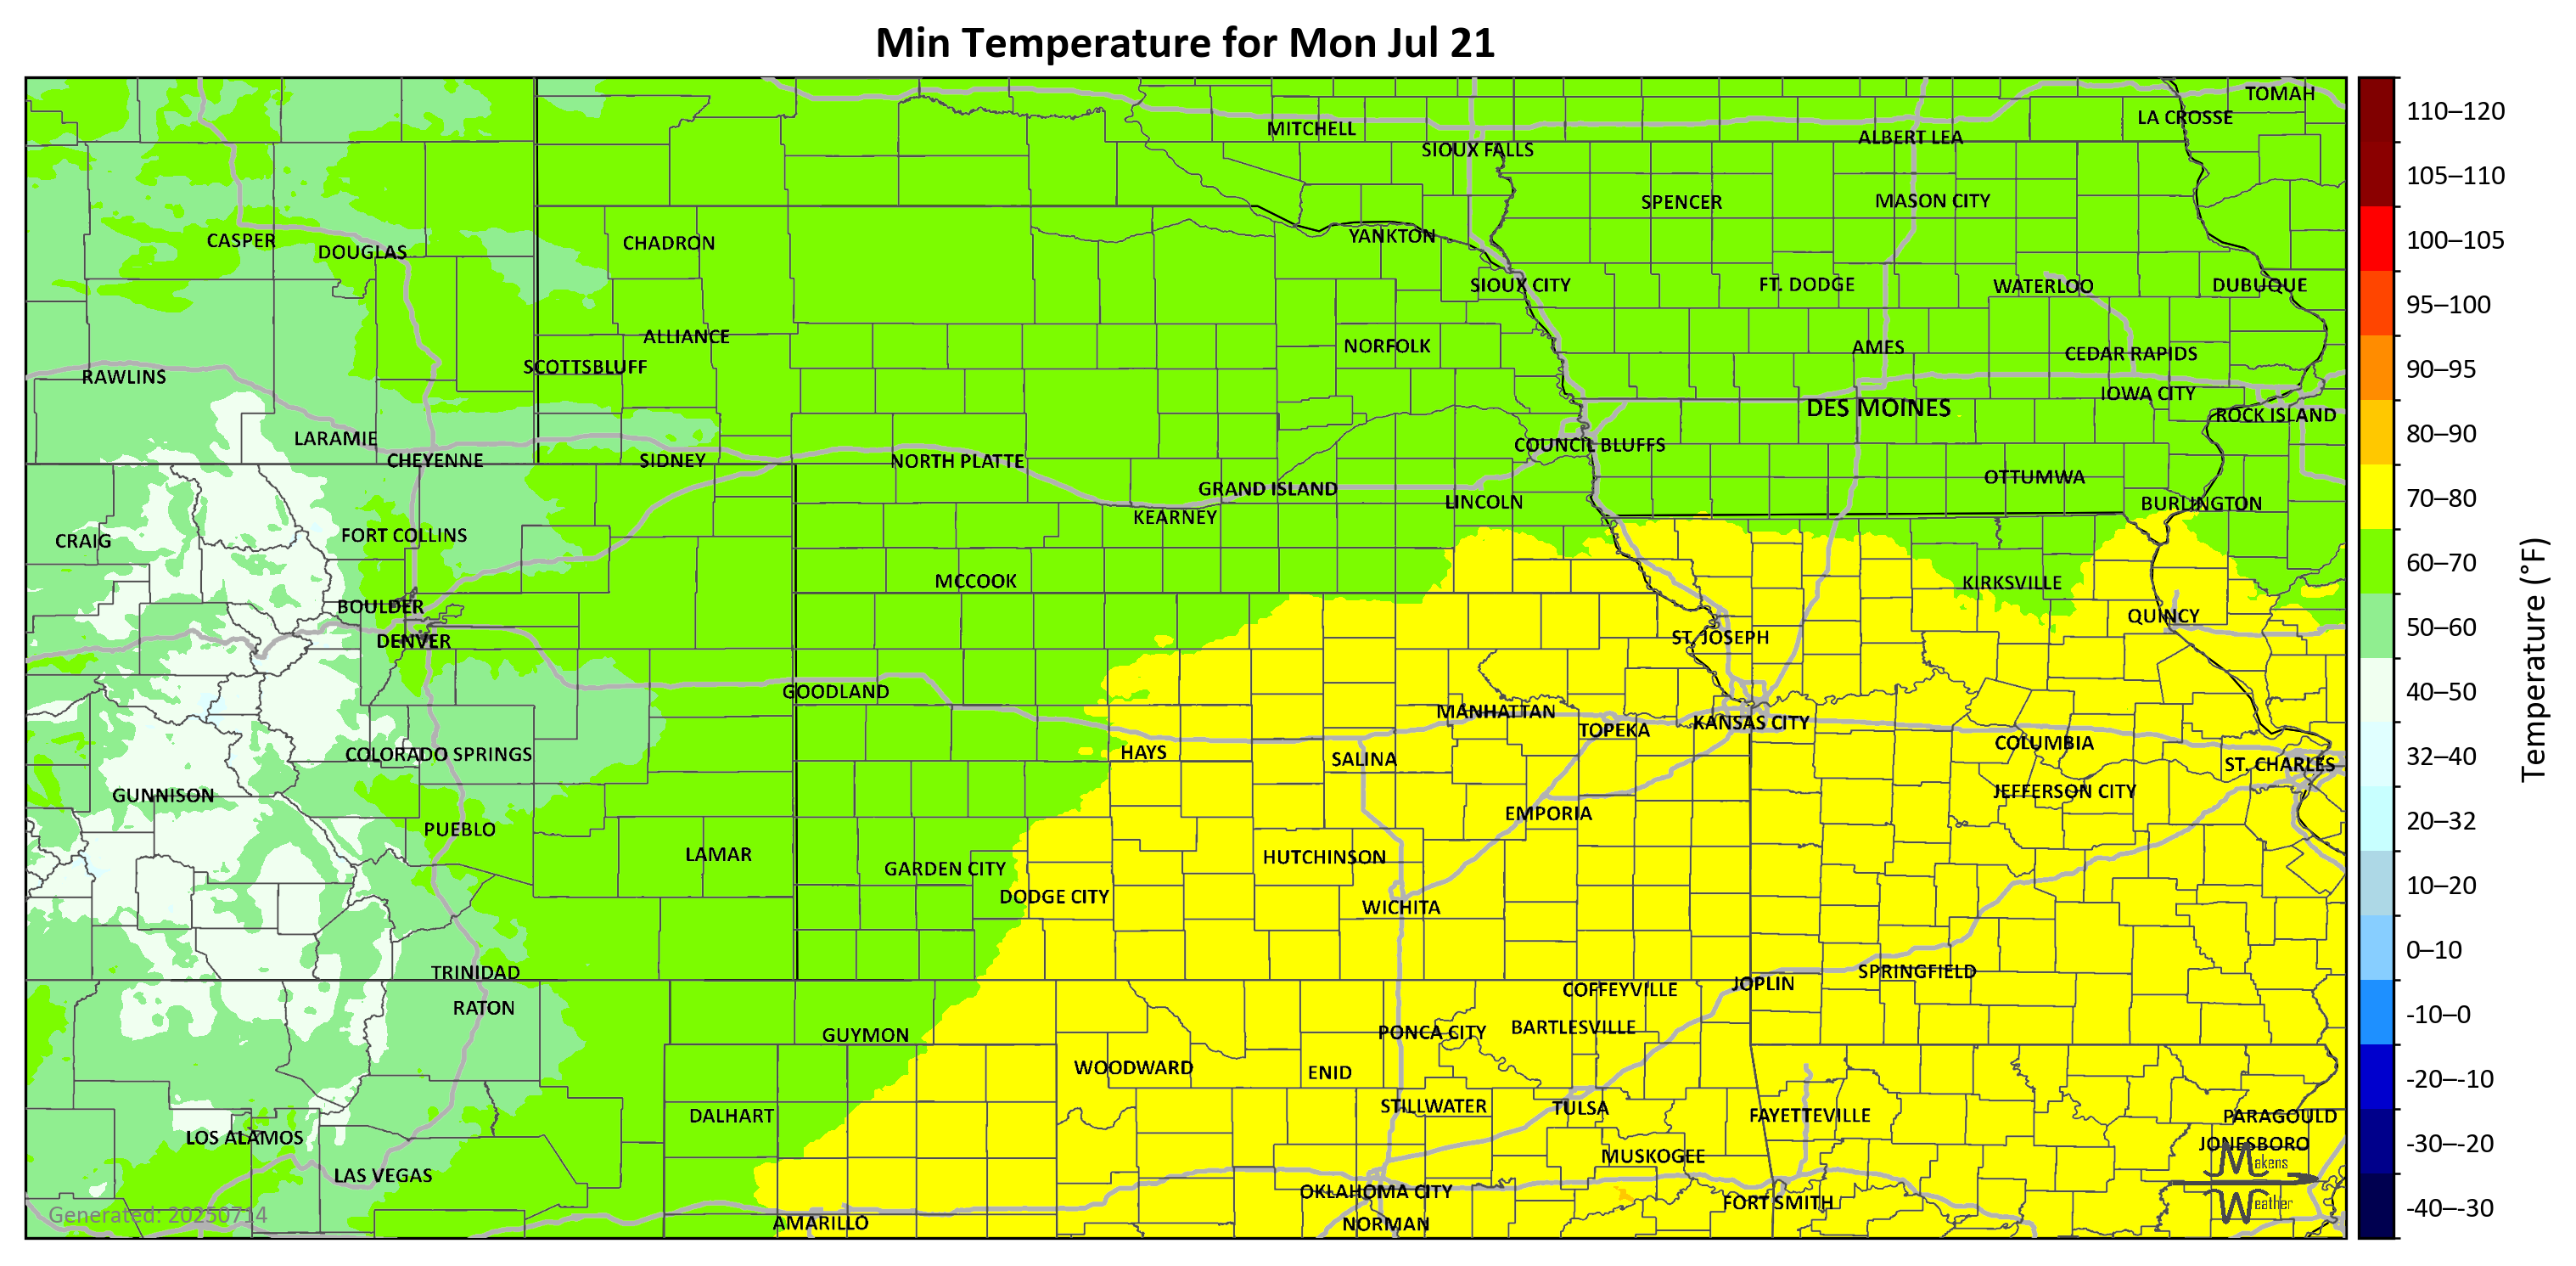 Min Temperature for Mon Jul 21
TOMAH
LA CROSSE
MITCHELL
ALBERT LEA
SIOUX FALLS
SPENCER
MASON CITY
CASPER
DOUGLAS
CHADRON
YANKTON
SIOUX CITY
FT. DODGE
WATERLOO
DUBUQUE
ALLIANCE
NORFOLK
AMES
CEDAR RAPIDS
SCOTTSBLUFF
RAWLINS
IOWA CITY
DES MOINES
ROCK ISLAND
LARAMIE
COUNCIL BLUFFS
CHEYENNE
SIDNEY
NORTH PLATTE
OTTUMWA
GRAND ISLAND
LINCOLN
BURLINGTON
KEARNEY
FORT COLLINS
CRAIG
MCCOOK
KIRKSVILLE
BOULDER
QUINCY
DENVER
ST. JOSEPH
GOODLAND
MANHATTAN
KANSAS CITY
TOPEKA
COLUMBIA
COLORADO SPRINGS
HAYS
SALINA
ST. CHARLES
GUNNISON
JEFFERSON CITY
EMPORIA
PUEBLO
LAMAR
HUTCHINSON
GARDEN CITY
DODGE CITY
WICHITA
TRINIDAD
SPRINGFIELD
JOPLIN
COFFEYVILLE
RATON
BARTLESVILLE
PONCA CITY
GUYMON
WOODWARD
ENID
STILLWATER
TULSA
DALHART
FAYETTEVILLE
PARAGOULD
LOS ALAMOS
JONESBORO
MUSKOGEE
LAS VEGAS
OKLAHOMA CITY
FORT SMITH
AMARILLO
NORMAN
Generated: 20250714
Makens
Weather
110–120
105–110
100–105
95–100
90–95
80–90
70–80
60–70
50–60
40–50
32–40
20–32
10–20
0–10
-10–0
-20–-10
-30–-20
-40–-30
Temperature (°F)